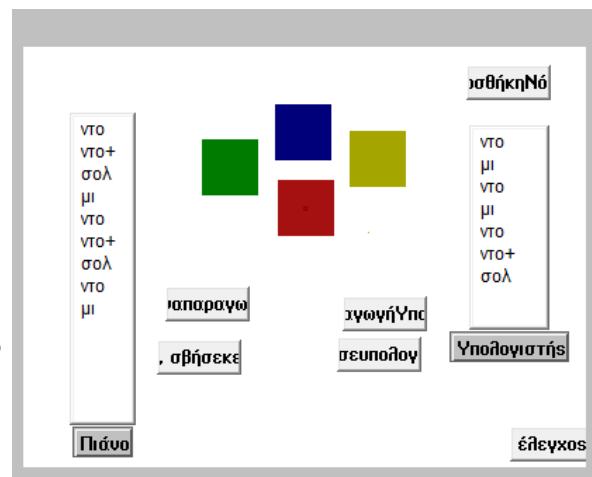 οσθήκηΝό
ντο
ντο+
σολ
μι
ντο
ντο+
σολ
ντο
μι
ντο
μι
ντο
μι
ντο
ντο+
σολ
ναπαραγω
αγωγήΥπο
, σβήσεκε
σευπολογ
Υπολογιστής
Πιάνο
έλεγχος